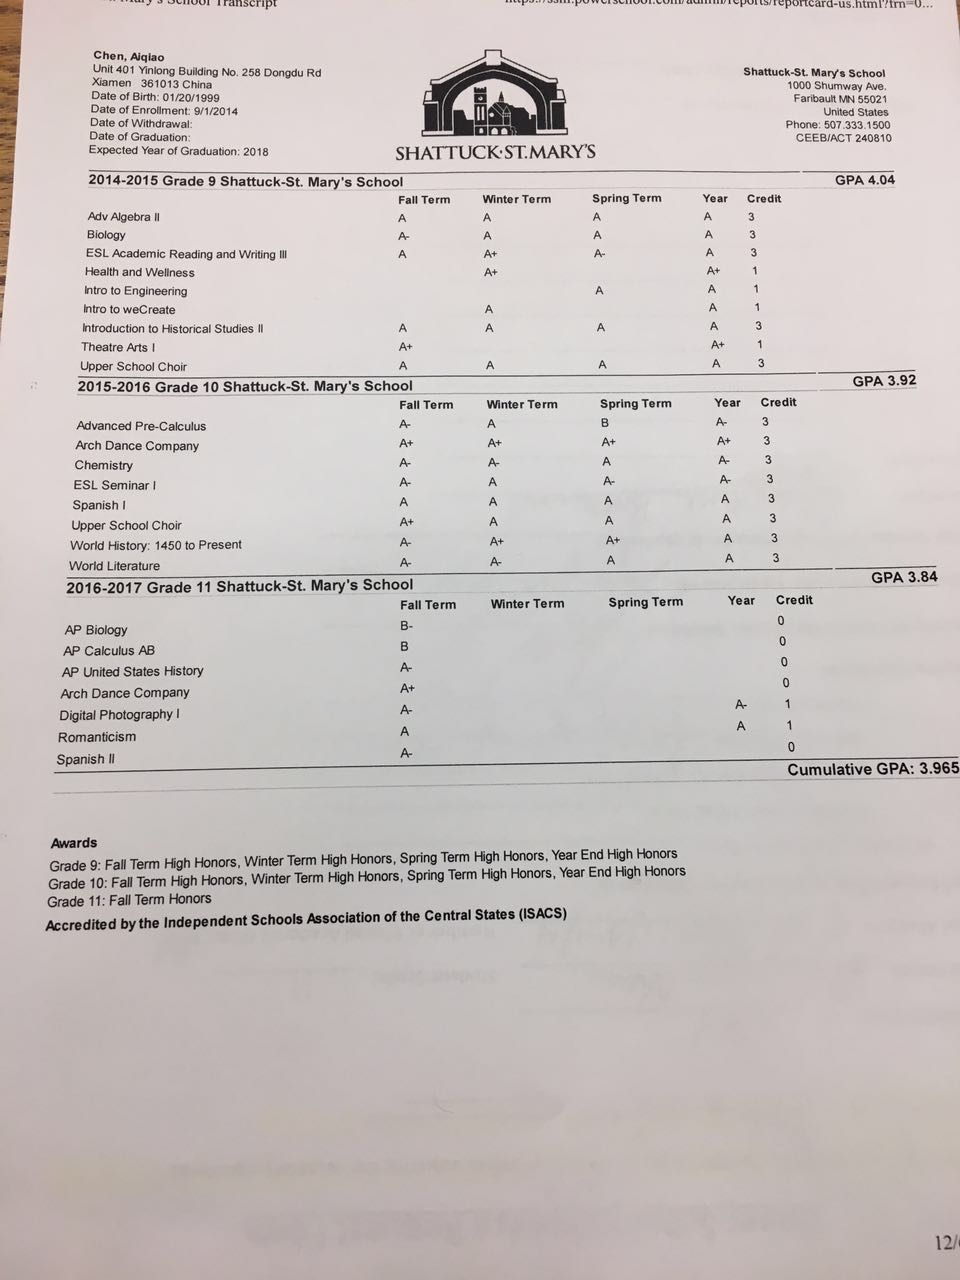 School Transcript
reportcard-us.html?trn=0...
Chen, Aiqiao
Unit 401 Yinlong Building No. 258 Dongdu Rd
Xiamen 361013 China
Date of Birth: 01/20/1999
Date of Enrollment: 9/1/2014
Date of Withdrawal:
Date of Graduation:
Expected Year of Graduation: 2018
SHATTUCK-ST. MARY'S
Shattuck-St. Mary's School
1000 Shumway Ave.
Faribault MN 55021
United States
Phone: 507.333.1500
CEEB/ACT 240810
2014-2015 Grade 9 Shattuck-St. Mary's School GPA 4.04
Fall Term Winter Term Spring Term Year Credit
Adv Algebra II A A A A 3
Biology A- A A A 3
ESL Academic Reading and Writing III A A+ A- A 3
Health and Wellness A+ A+ 1
Intro to Engineering A A 1
Intro to weCreate A A 1
Introduction to Historical Studies II A A A A 3
Theatre Arts I A+ A+ 1
Upper School Choir A A A A 3
2015-2016 Grade 10 Shattuck-St. Mary's School GPA 3.92
Fall Term Winter Term Spring Term Year Credit
Advanced Pre-Calculus A- A B A- 3
Arch Dance Company A+ A+ A+ A+ 3
Chemistry A- A- A A- 3
ESL Seminar I A- A A- A- 3
Spanish I A A A A 3
Upper School Choir A+ A A A 3
World History: 1450 to Present A- A+ A+ A 3
World Literature A- A- A A 3
2016-2017 Grade 11 Shattuck-St. Mary's School GPA 3.84
Fall Term Winter Term Spring Term Year Credit
AP Biology B- 0
AP Calculus AB B 0
AP United States History A- 0
Arch Dance Company A+ 0
Digital Photography I A- A- 1
Romanticism A A 1
Spanish II A- 0
Cumulative GPA: 3.965
Awards
Grade 9: Fall Term High Honors, Winter Term High Honors, Spring Term High Honors, Year End High Honors
Grade 10: Fall Term High Honors, Winter Term High Honors, Spring Term High Honors, Year End High Honors
Grade 11: Fall Term Honors
Accredited by the Independent Schools Association of the Central States (ISACS)
12/